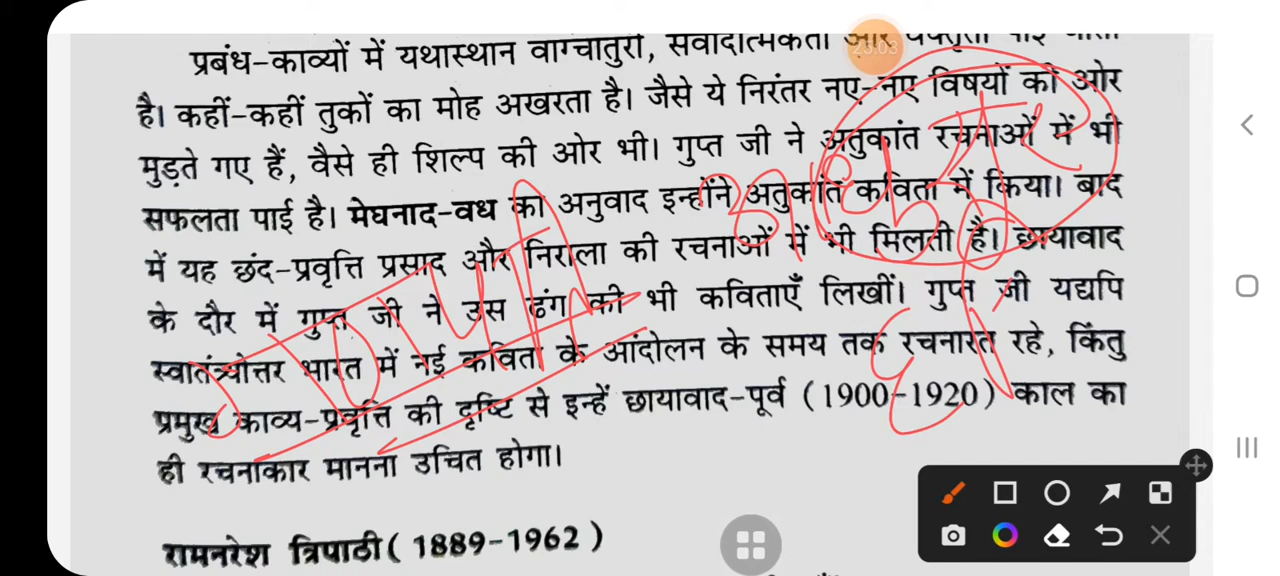 प्रबंध-काव्यों में यथास्थान वाग्चातुरी, संवादात्मकता और वक्तृता पाई जाती
है। कहीं-कहीं तुकों का मोह अखरता है। जैसे ये निरंतर नए-नए विषयों की ओर
मुड़ते गए हैं, वैसे ही शिल्प की ओर भी। गुप्त जी ने अतुकांत रचनाओं में भी
सफलता पाई है। मेघनाद-वध का अनुवाद इन्होंने अतुकांत कविता में किया। बाद
में यह छंद-प्रवृत्ति प्रसाद और निराला की रचनाओं में भी मिलती है। छायावाद
के दौर में गुप्त जी ने उस ढंग की भी कविताएँ लिखीं। गुप्त जी यद्यपि
स्वातंत्र्योत्तर भारत में नई कविता के आंदोलन के समय तक रचनारत रहे, किंतु
प्रमुख काव्य-प्रवृत्ति की दृष्टि से इन्हें छायावाद-पूर्व (1900-1920) काल का
ही रचनाकार मानना उचित होगा।
रामनरेश त्रिपाठी (1889-1962)